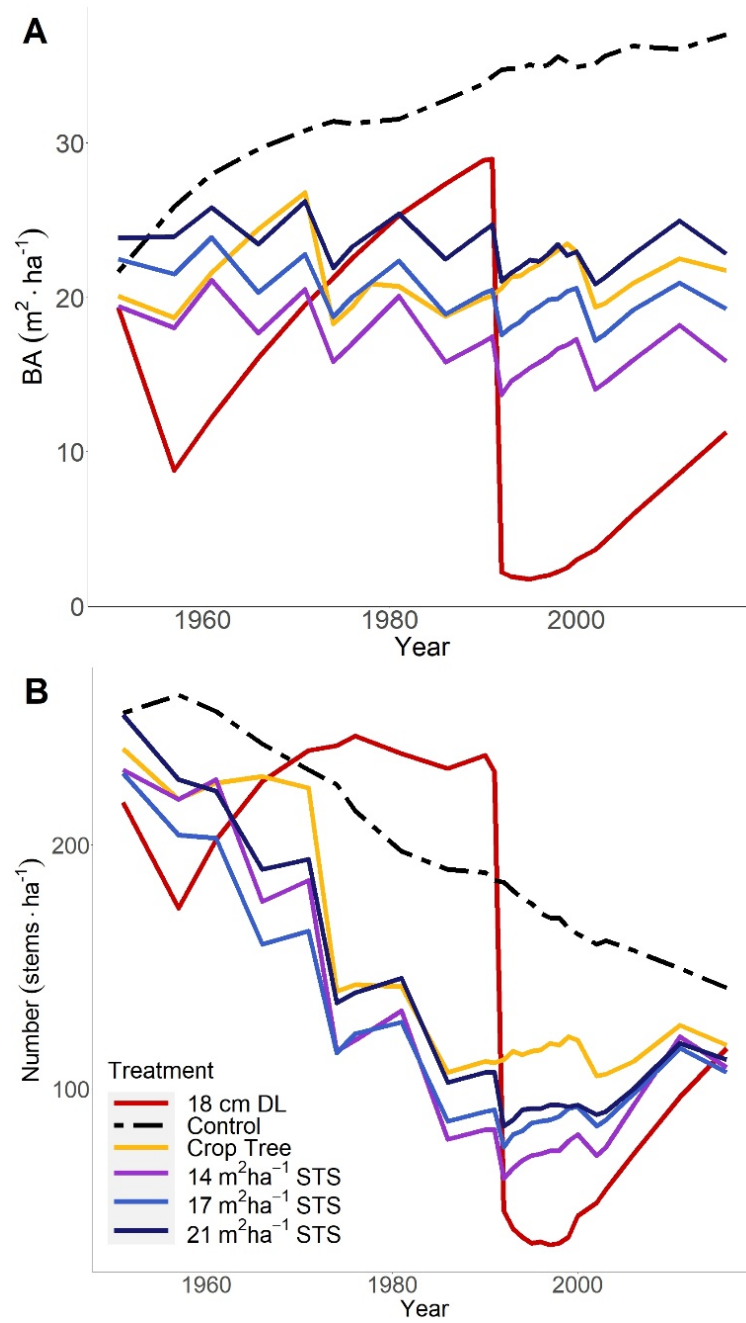 A
BA (m² · ha⁻¹)
30
20
10
0
1960
1980
2000
Year
B
Number (stems · ha⁻¹)
200
100
Treatment
18 cm DL
Control
Crop Tree
14 m²ha⁻¹ STS
17 m²ha⁻¹ STS
21 m²ha⁻¹ STS
1960
1980
2000
Year